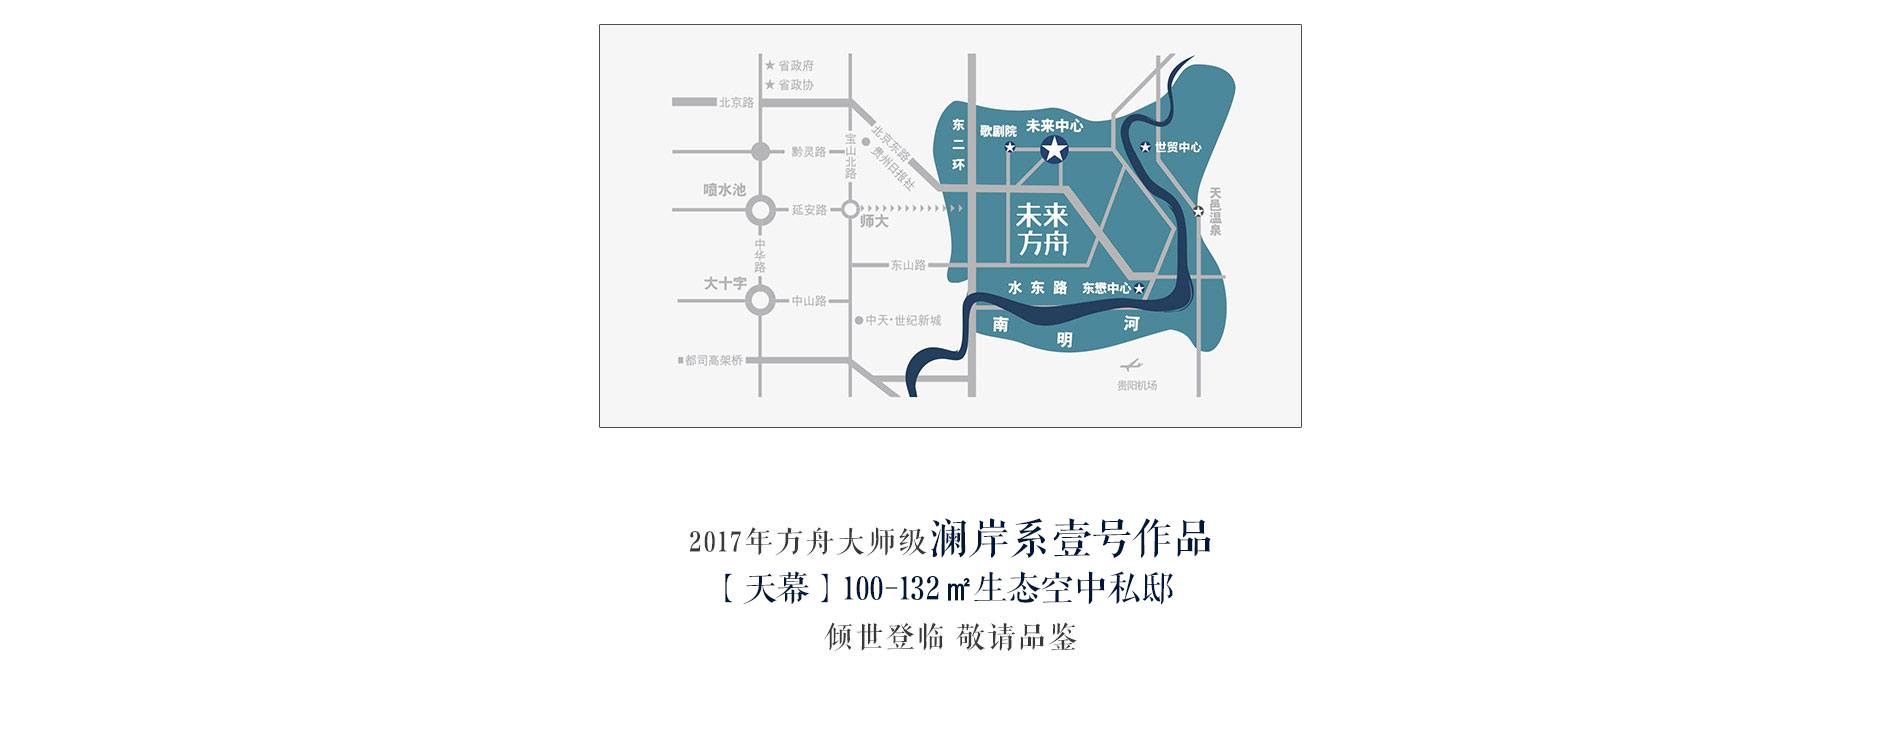 省政府
省政协
北京路
北京东路
贵州日报社
宝山北路
黔灵路
喷水池
延安路
师大
中华路
大十字
中山路
东山路
中天·世纪新城
都司高架桥
东二环
歌剧院
未来中心
世贸中心
天邑温泉
未来
方舟
水东路
东懋中心
南明河
贵阳机场
2017年方舟大师级澜岸系壹号作品
【天幕】100-132㎡生态空中私邸
倾世登临 敬请品鉴